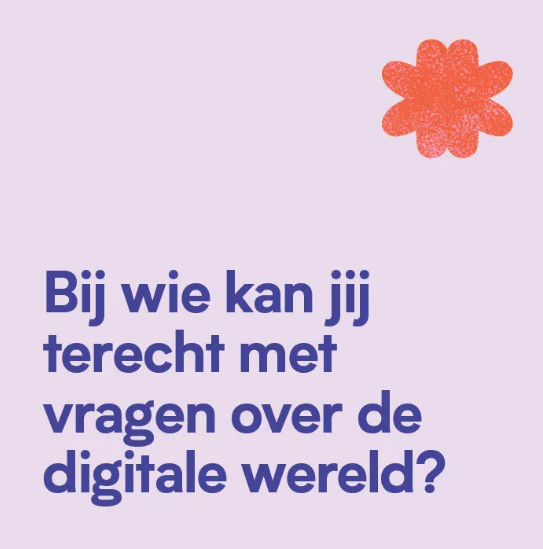 Bij wie kan jij
terecht met
vragen over de
digitale wereld?